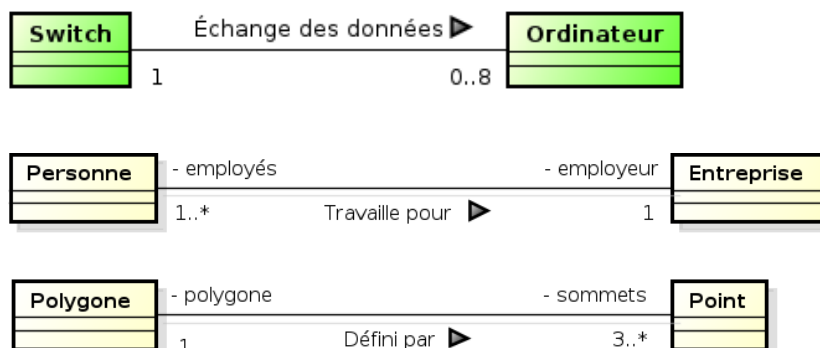 Switch Échange des données Ordinateur
1 0..8
Personne - employés - employeur Entreprise
1..* Travaille pour 1
Polygone - polygone - sommets Point
1 Défini par 3..*